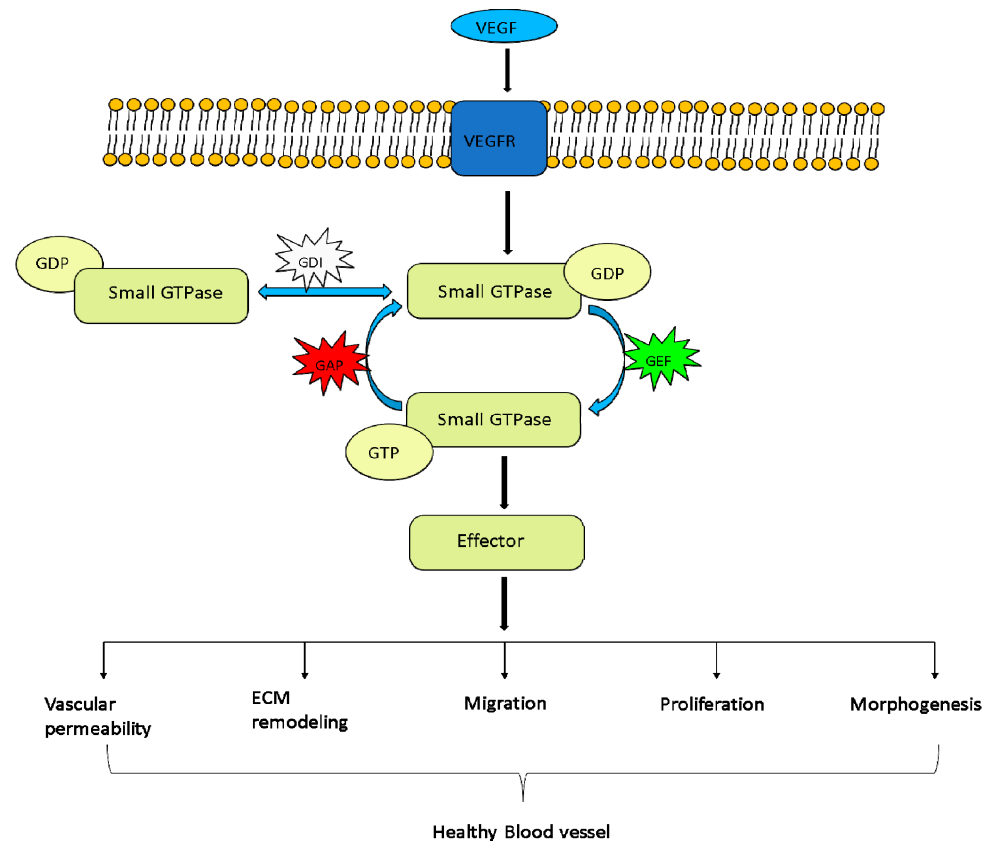 VEGF
VEGFR
GDP
Small GTPase
GDI
Small GTPase
GDP
GAP
GEF
Small GTPase
GTP
Effector
Vascular
permeability
ECM
remodeling
Migration
Proliferation
Morphogenesis
Healthy Blood vessel